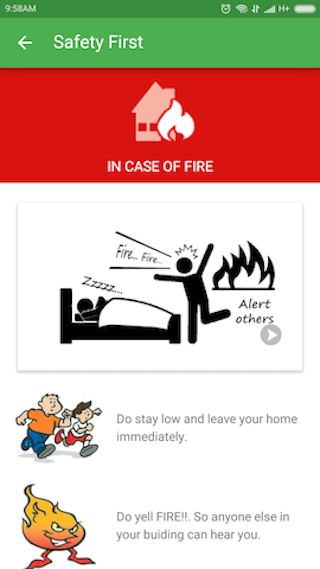 9:58AM
H+
Safety First
IN CASE OF FIRE
Fire... Fire...
Zzzzz...
Alert
others
Do stay low and leave your home
immediately.
Do yell FIRE!!. So anyone else in
your buiding can hear you.